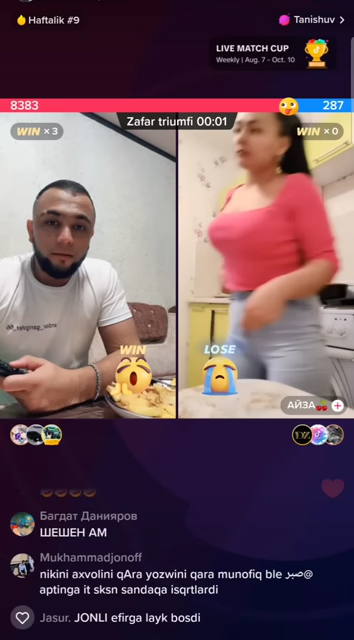 Haftalik #9
Tanishuv >
LIVE MATCH CUP
Weekly | Aug. 7 - Oct. 10
8383
287
Zafar triumfi 00:01
WIN × 3
WIN × 0
WIN
LOSE
АЙЗА🍒
Багдат Данияров
ШЕШЕН АМ
Mukhammadjonoff
nikini axvolini qAra yozwini qara munofiq ble صبر@
aptinga it sksn sandaqa isqrtlardi
Jasur. JONLI efirga layk bosdi